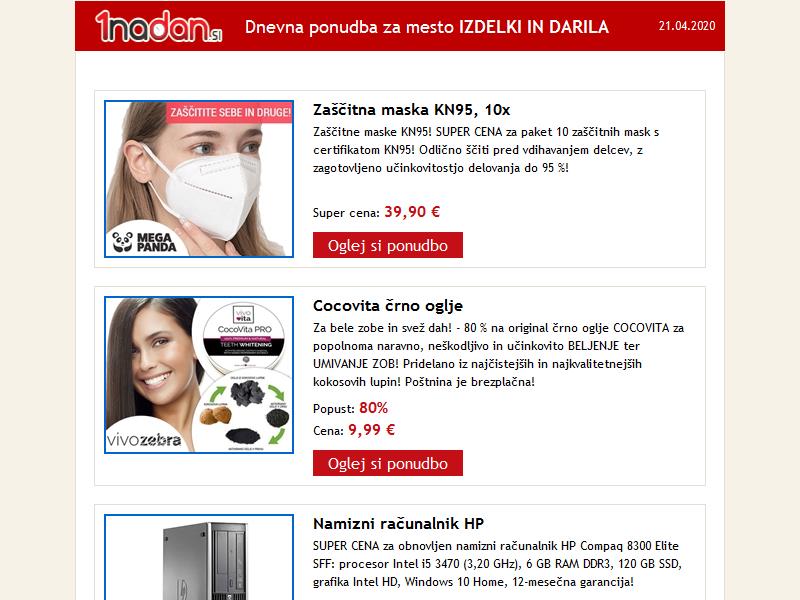 1nadan.SI
Dnevna ponudba za mesto IZDELKI IN DARILA
21.04.2020
ZAŠČITITE SEBE IN DRUGE!
MEGA
PANDA
Zaščitna maska KN95, 10x
Zaščitne maske KN95! SUPER CENA za paket 10 zaščitnih mask s
certifikatom KN95! Odlično ščiti pred vdihavanjem delcev, z
zagotovljeno učinkovitostjo delovanja do 95 %!
Super cena: 39,90 €
Oglej si ponudbo
vivo
vita
CocoVita PRO
TEETH WHITENING
vivozebra
Cocovita črno oglje
Za bele zobe in svež dah! - 80 % na original črno oglje COCOVITA za
popolnoma naravno, neškodljivo in učinkovito BELJENJE ter
UMIVANJE ZOB! Pridelano iz najčistejših in najkvalitetnejših
kokosovih lupin! Poštnina je brezplačna!
Popust: 80%
Cena: 9,99 €
Oglej si ponudbo
Namizni računalnik HP
SUPER CENA za obnovljen namizni računalnik HP Compaq 8300 Elite
SFF: procesor Intel i5 3470 (3,20 GHz), 6 GB RAM DDR3, 120 GB SSD,
grafika Intel HD, Windows 10 Home, 12-mesečna garancija!